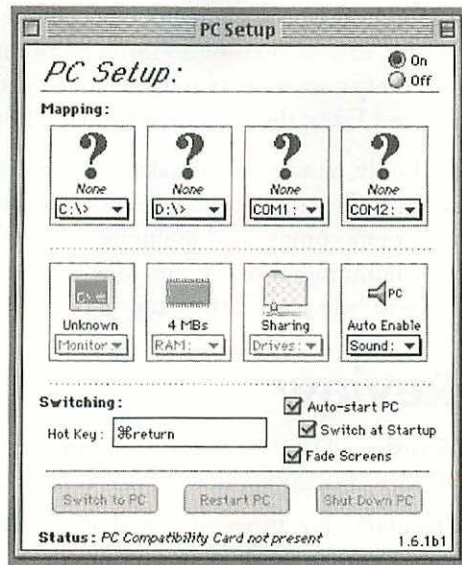 PC Setup
PC Setup:
On
Off
Mapping:
? ? ? ?
None None None None
C:\> D:\> COM1: COM2:
PC
Unknown 4 MBs Sharing Auto Enable
Monitor RAM: Drives: Sound:
Switching:
Auto-start PC
Hot Key: ⌘return
Switch at Startup
Fade Screens
Switch to PC Restart PC Shut Down PC
Status: PC Compatibility Card not present 1.6.1b1